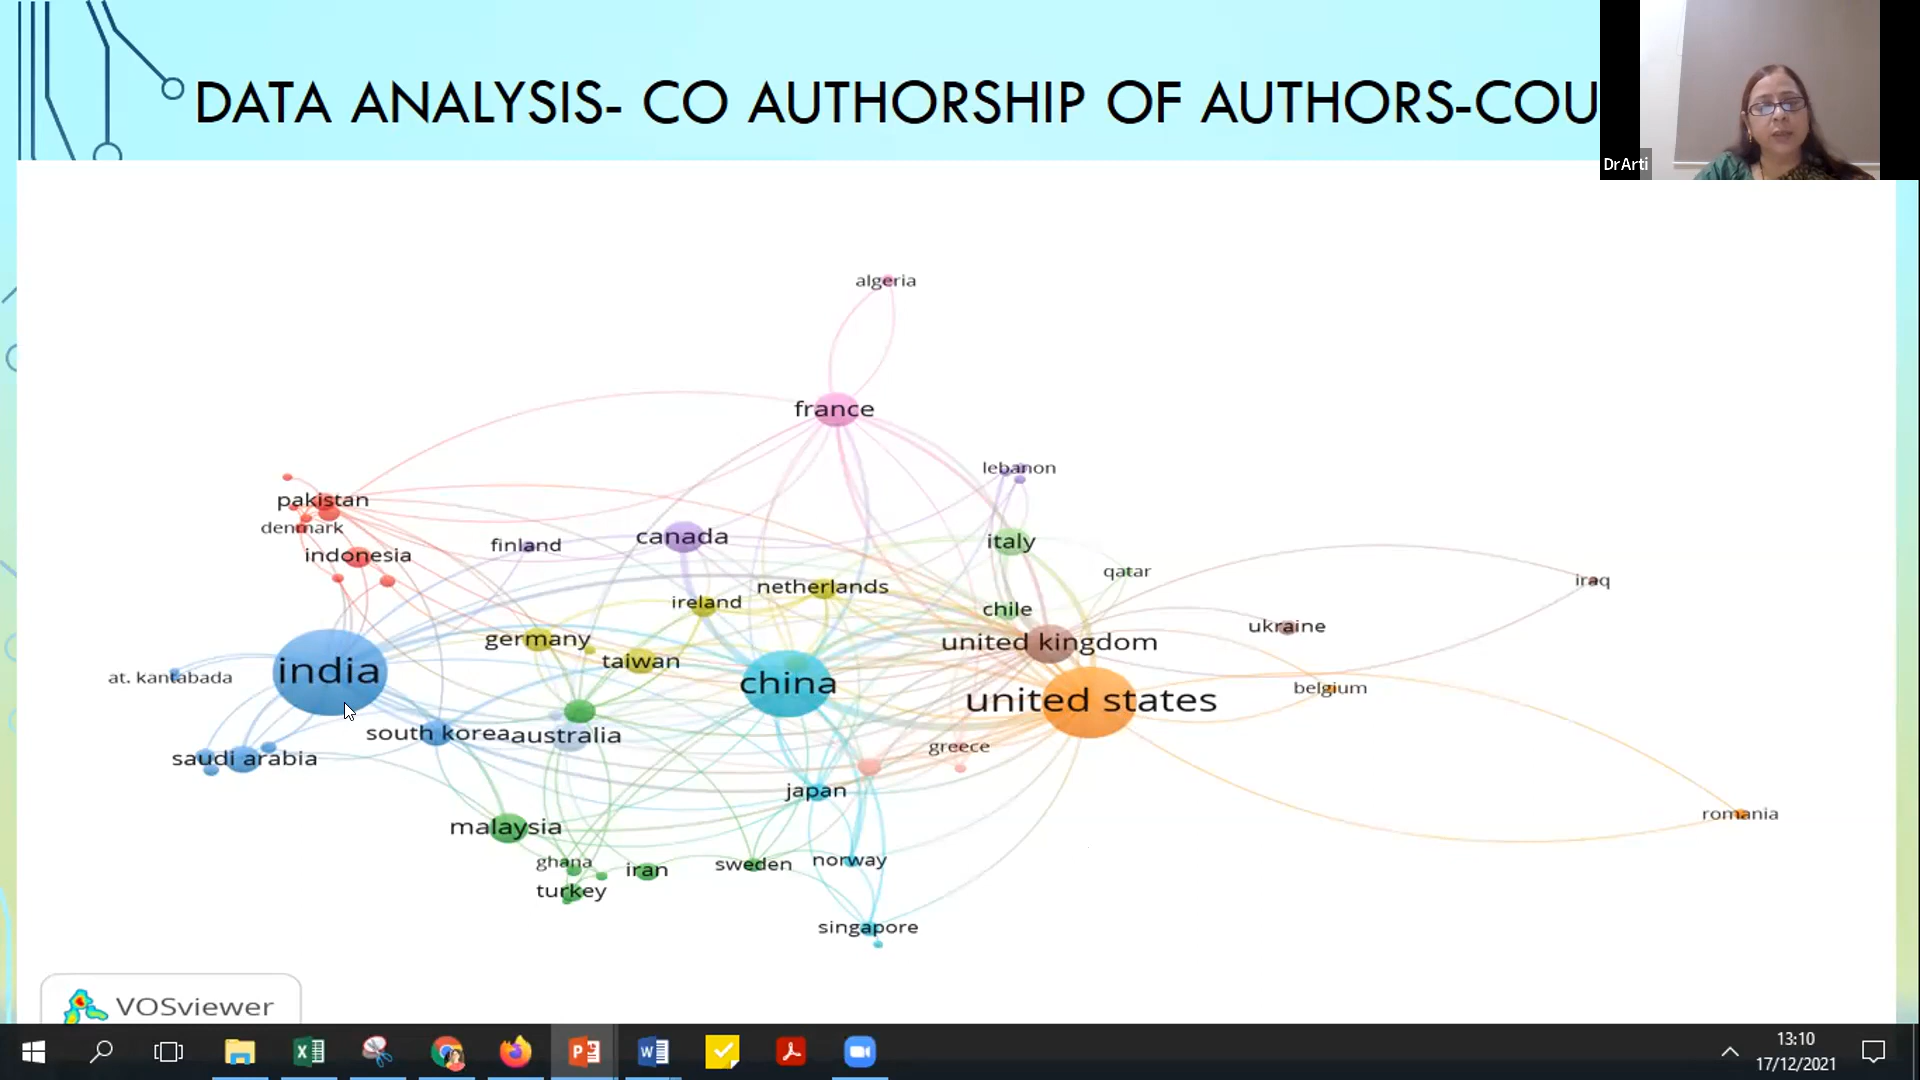 DATA ANALYSIS- CO AUTHORSHIP OF AUTHORS-COU
DrArti
algeria
france
lebanon
pakistan
denmark
indonesia
finland
canada
italy
qatar
iraq
netherlands
ireland
chile
ukraine
germany
taiwan
united kingdom
india
at. kantabada
china
united states
belgium
south korea
australia
greece
saudi arabia
japan
romania
malaysia
ghana
iran
sweden
norway
turkey
singapore
VOSviewer
13:10
17/12/2021